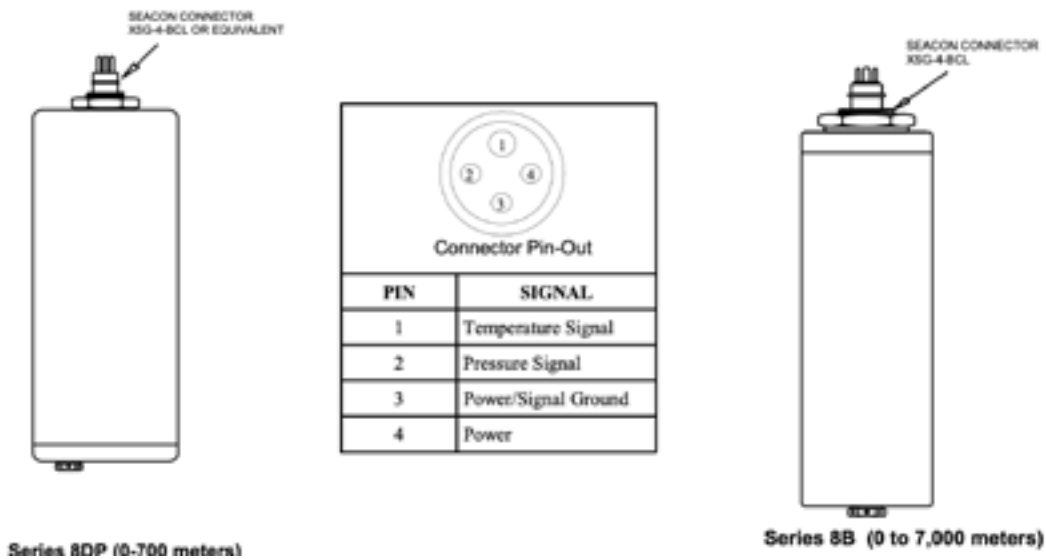 SEACON CONNECTOR
XSG-4-BCL OR EQUIVALENT
SEACON CONNECTOR
XSG-4-BCL
1
2
4
3
Connector Pin-Out
PIN SIGNAL
1 Temperature Signal
2 Pressure Signal
3 Power/Signal Ground
4 Power
Series 8DP (0-700 meters)
Series 8B (0 to 7,000 meters)